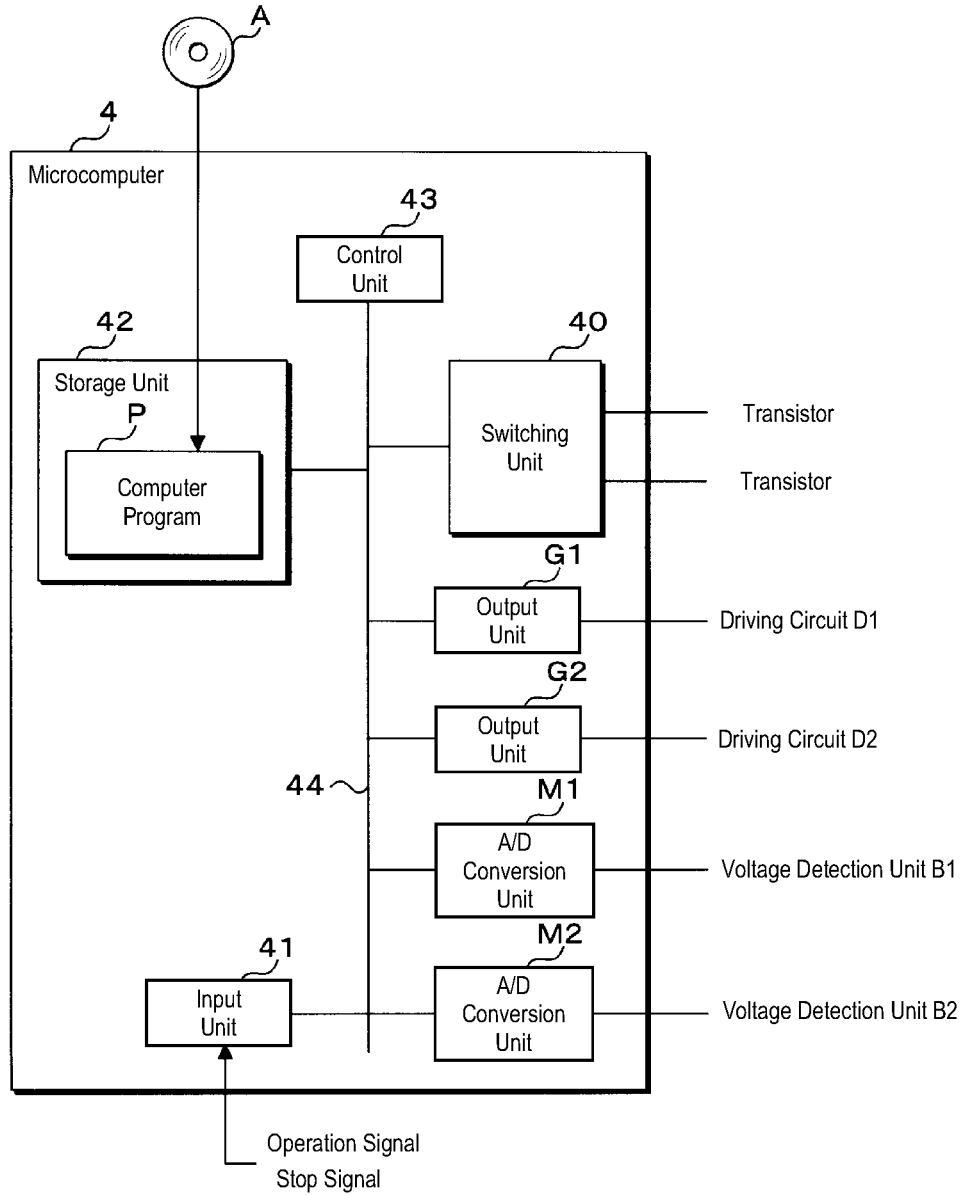 A
4
Microcomputer
43
Control
Unit
42
Storage Unit
P
Computer
Program
40
Switching
Unit
Transistor
Transistor
G1
Output
Unit
Driving Circuit D1
G2
Output
Unit
Driving Circuit D2
44
M1
A/D
Conversion
Unit
Voltage Detection Unit B1
41
Input
Unit
M2
A/D
Conversion
Unit
Voltage Detection Unit B2
Operation Signal
Stop Signal